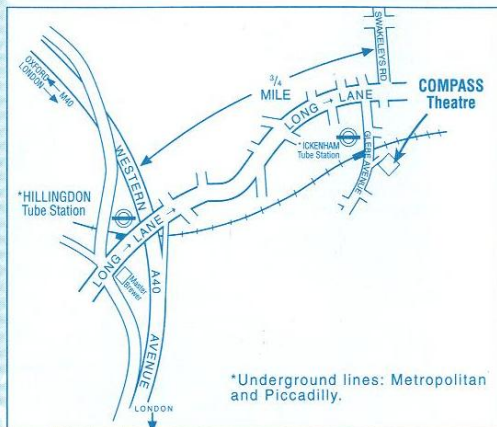 SWAKELEYS RD
OXFORD
LONDON
M40
3/4
MILE
LONG → LANE
COMPASS
Theatre
*ICKENHAM
Tube Station
GLEBE AVENUE
WESTERN
*HILLINGDON
Tube Station
LONG → LANE →
Master
Brewer
A40
AVENUE
LONDON
*Underground lines: Metropolitan
and Piccadilly.